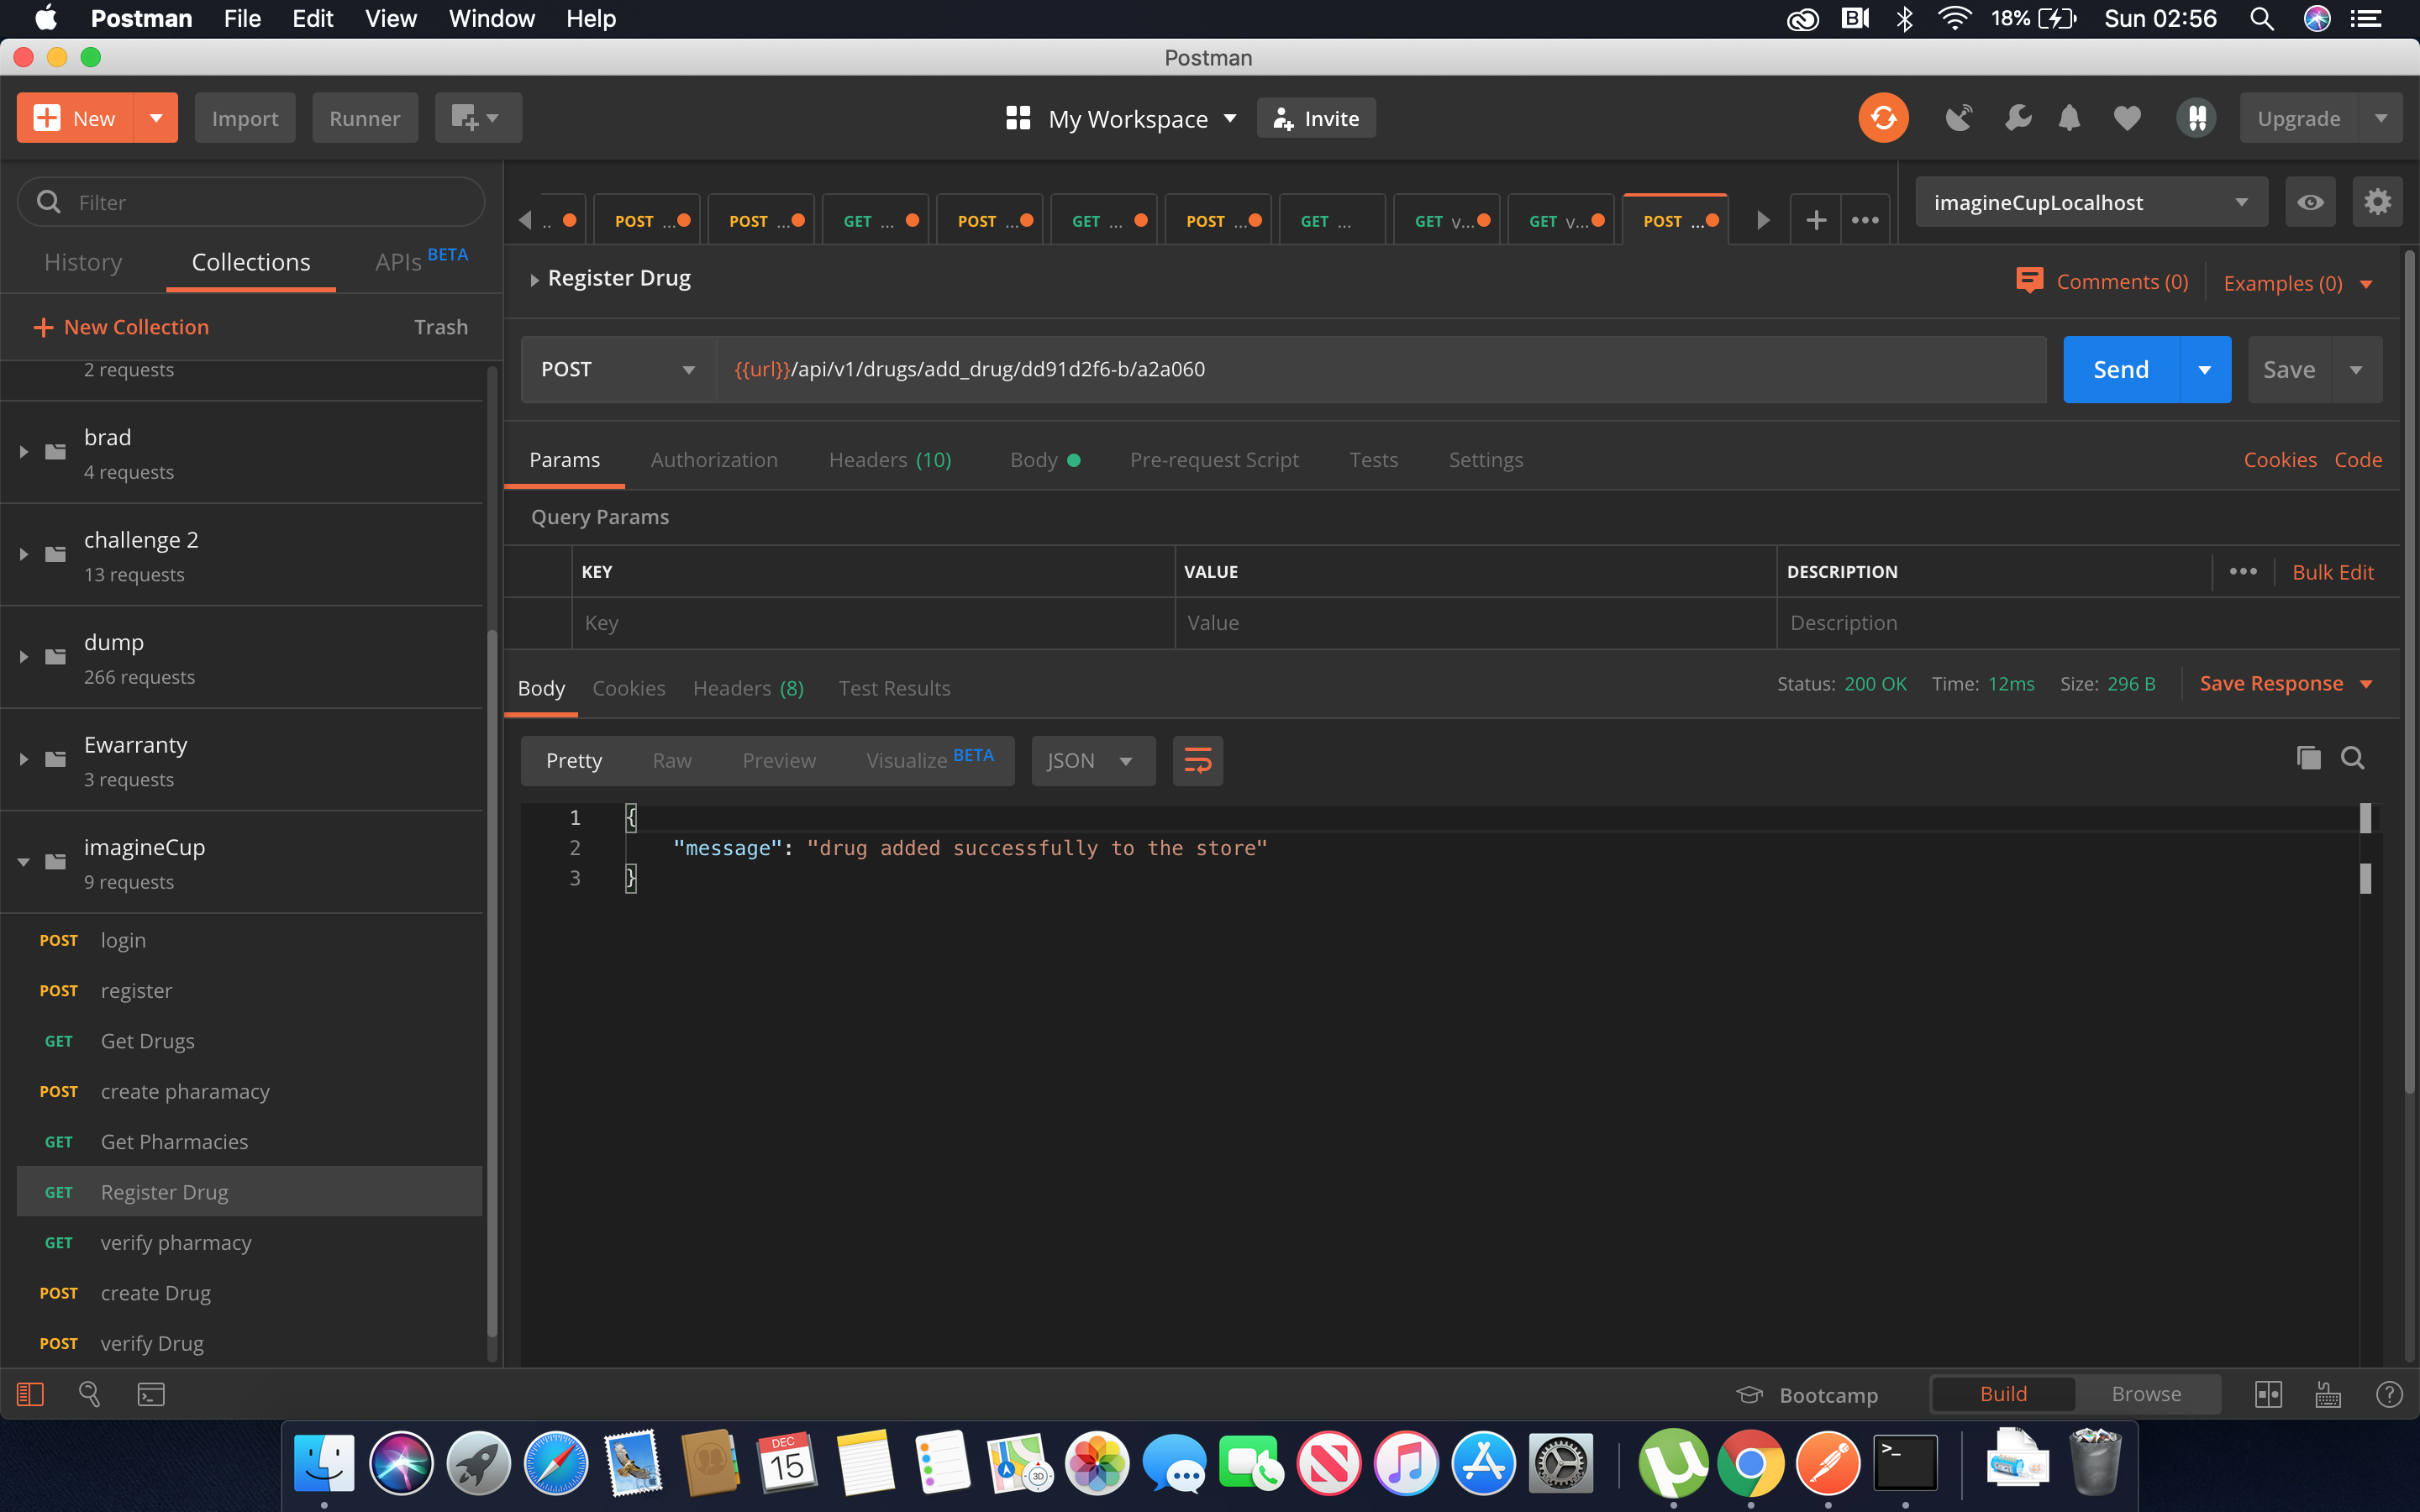 Postman File Edit View Window Help 18% Sun 02:56
Postman
New Import Runner My Workspace Invite Upgrade
Filter
.. POST ... POST ... GET ... POST ... GET ... POST ... GET ... GET v... GET v... POST ... imagineCupLocalhost
History Collections APIs BETA
New Collection Trash
Register Drug Comments (0) Examples (0)
2 requests
brad
4 requests
challenge 2
13 requests
dump
266 requests
Ewarranty
3 requests
imagineCup
9 requests
POST login
POST register
GET Get Drugs
POST create pharamacy
GET Get Pharmacies
GET Register Drug
GET verify pharmacy
POST create Drug
POST verify Drug
POST {{url}}/api/v1/drugs/add_drug/dd91d2f6-b/a2a060 Send Save
Params Authorization Headers (10) Body Pre-request Script Tests Settings Cookies Code
Query Params
KEY VALUE DESCRIPTION Bulk Edit
Key Value Description
Body Cookies Headers (8) Test Results Status: 200 OK Time: 12ms Size: 296 B Save Response
Pretty Raw Preview Visualize BETA JSON
1 {
2 "message": "drug added successfully to the store"
3 }
Bootcamp Build Browse
DEC
15
3D
>_